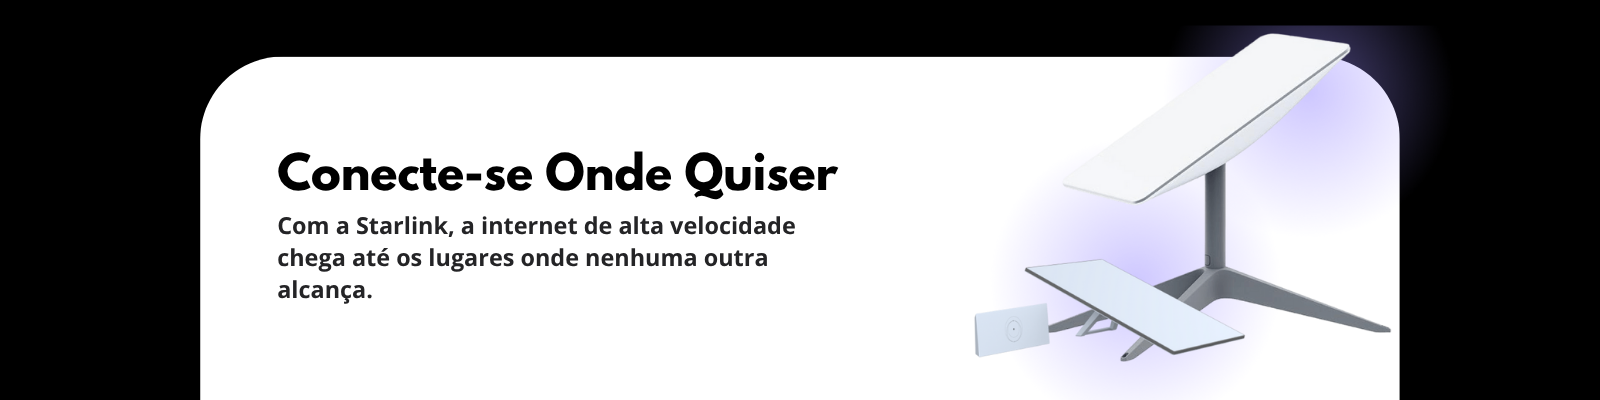 Conecte-se Onde Quiser
Com a Starlink, a internet de alta velocidade
chega até os lugares onde nenhuma outra
alcança.